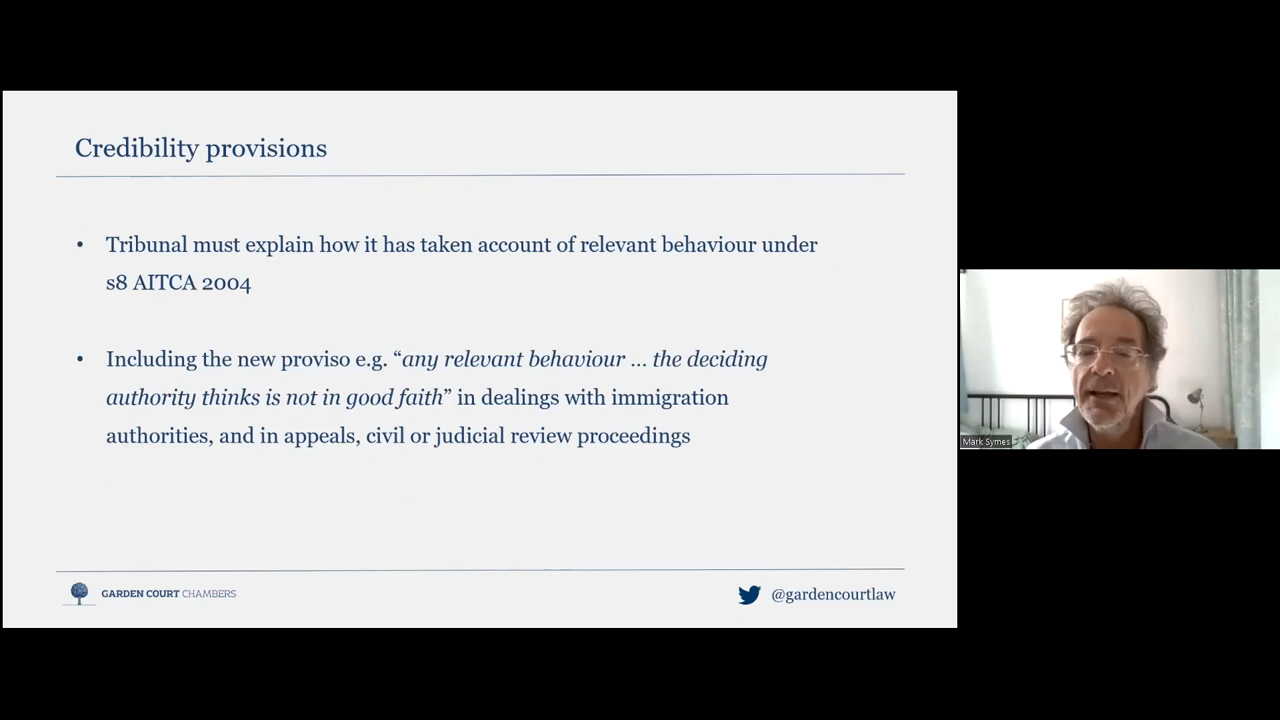 Credibility provisions
• Tribunal must explain how it has taken account of relevant behaviour under
s8 AITCA 2004
• Including the new proviso e.g. “any relevant behaviour ... the deciding
authority thinks is not in good faith” in dealings with immigration
authorities, and in appeals, civil or judicial review proceedings
GARDEN COURT CHAMBERS
@gardencourtlaw
Mark Symes